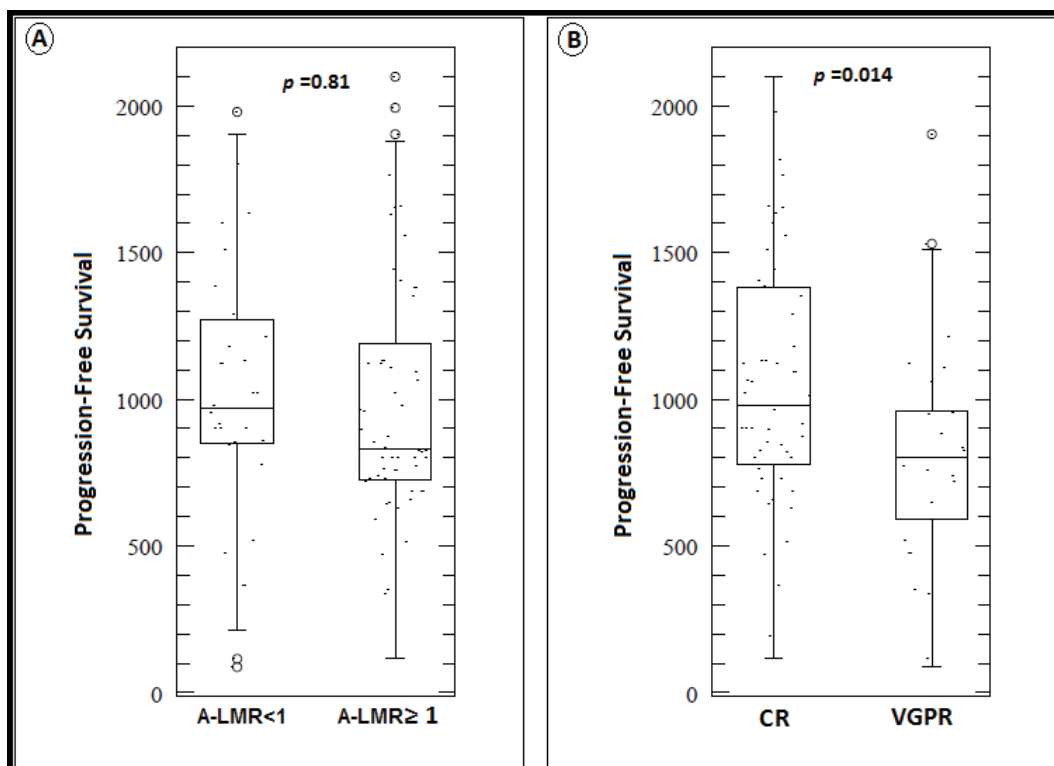 A
p =0.81
Progression-Free Survival
2000
1500
1000
500
0
A-LMR<1
A-LMR≥ 1
B
p =0.014
Progression-Free Survival
2000
1500
1000
500
0
CR
VGPR